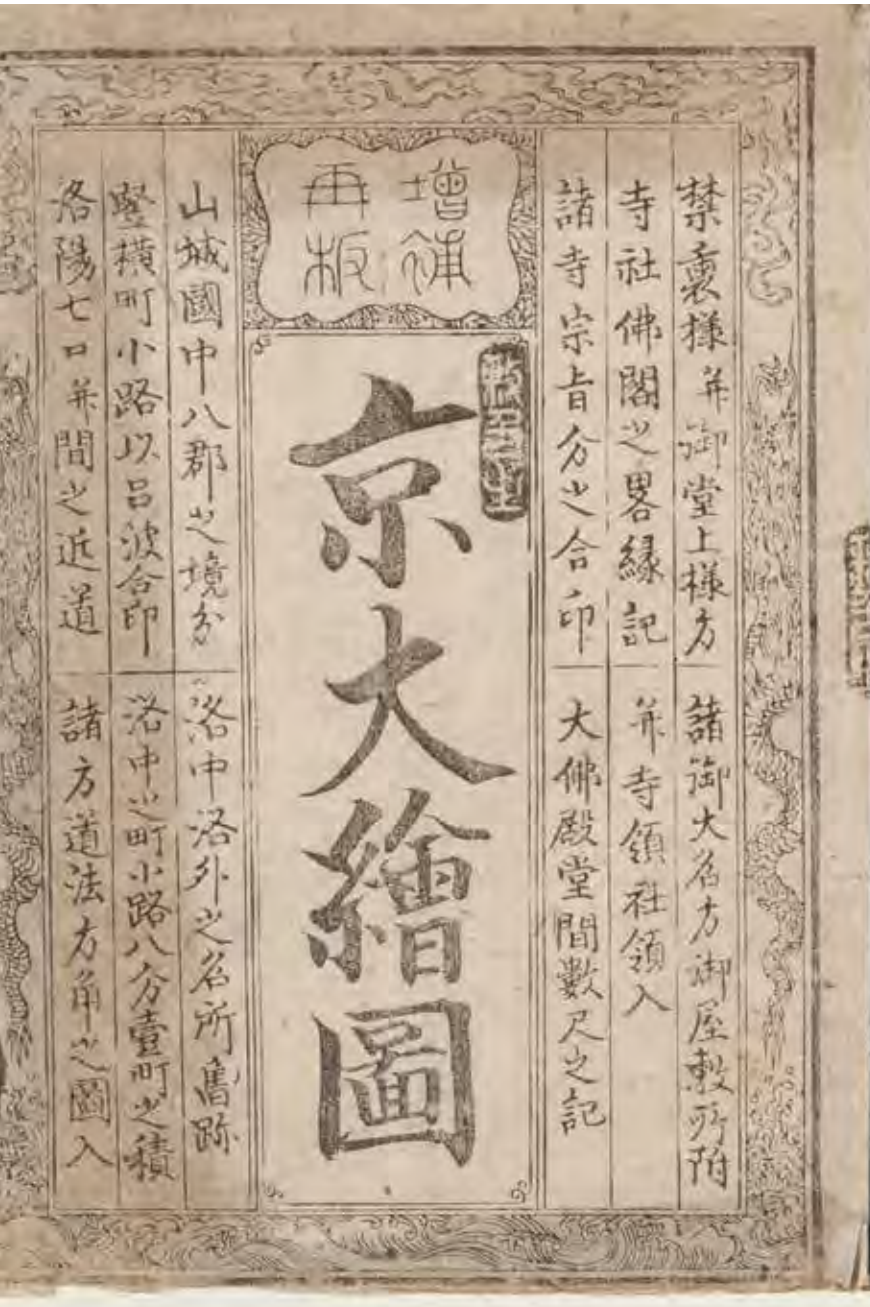 禁裏様并御堂上様方
諸御大名方御屋敷所附
寺社佛閣之畧縁記
并寺領社領入
諸寺宗旨分之合印
大佛殿堂間數尺之記
增補
再板
京大繪圖
山城國中八郡之境分
洛中洛外之名所舊跡
竪横町小路以呂波合印
洛中之町小路八分壹町之積
洛陽七口并間之近道
諸方道法方角之圖入